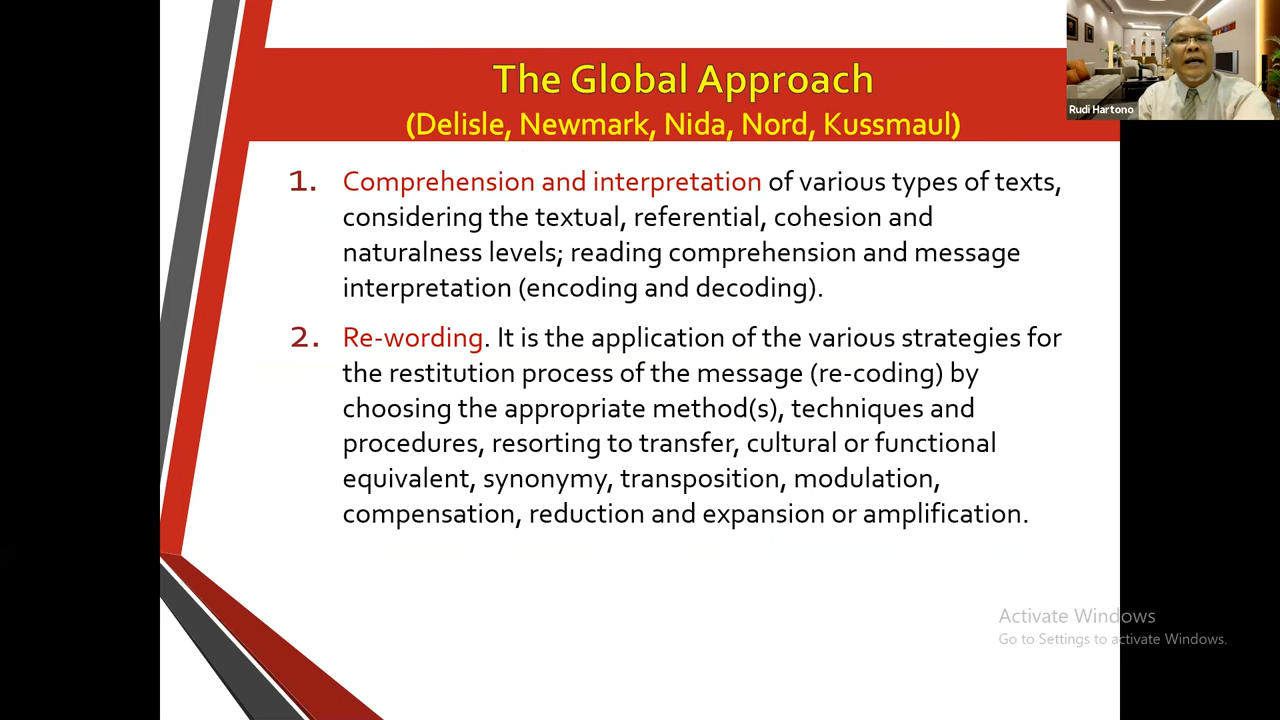 The Global Approach
(Delisle, Newmark, Nida, Nord, Kussmaul)
Rudi Hartono
1. Comprehension and interpretation of various types of texts,
considering the textual, referential, cohesion and
naturalness levels; reading comprehension and message
interpretation (encoding and decoding).
2. Re-wording. It is the application of the various strategies for
the restitution process of the message (re-coding) by
choosing the appropriate method(s), techniques and
procedures, resorting to transfer, cultural or functional
equivalent, synonymy, transposition, modulation,
compensation, reduction and expansion or amplification.
Activate Windows
Go to Settings to activate Windows.